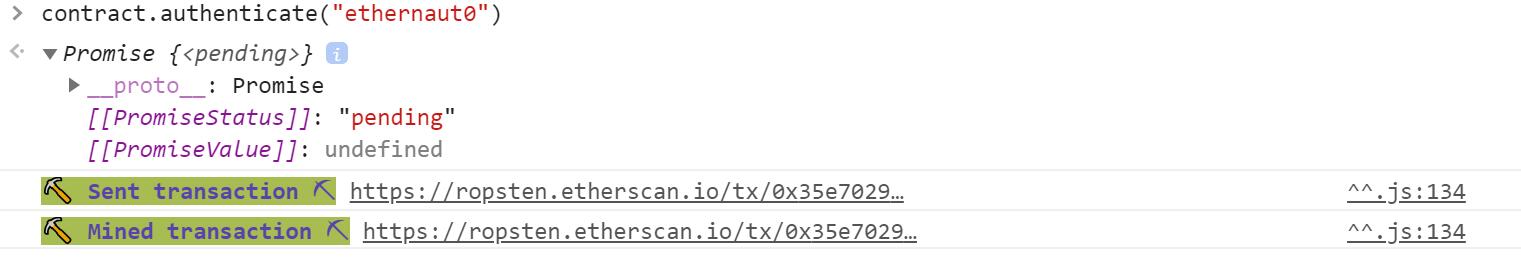 > contract.authenticate("ethernaut0")
<· ▼Promise {<pending>} i
▶__proto__: Promise
[[PromiseStatus]]: "pending"
[[PromiseValue]]: undefined
🔨 Sent transaction ⛏ https://ropsten.etherscan.io/tx/0x35e7029… ^^.js:134
🔨 Mined transaction ⛏ https://ropsten.etherscan.io/tx/0x35e7029… ^^.js:134